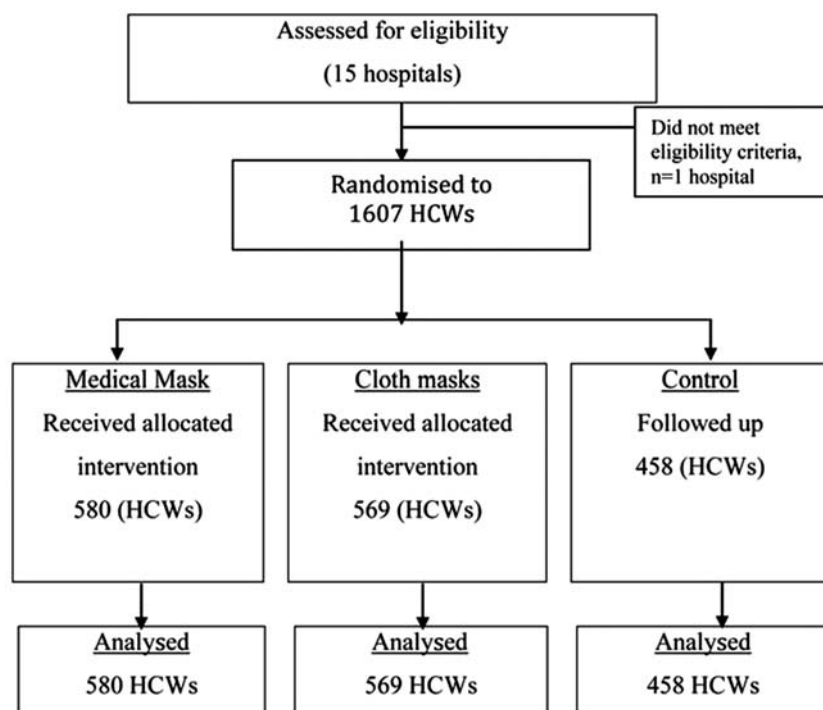 Assessed for eligibility
(15 hospitals)
Did not meet
eligibility criteria,
n=1 hospital
Randomised to
1607 HCWs
Medical Mask
Received allocated
intervention
580 (HCWs)
Cloth masks
Received allocated
intervention
569 (HCWs)
Control
Followed up
458 (HCWs)
Analysed
580 HCWs
Analysed
569 HCWs
Analysed
458 HCWs